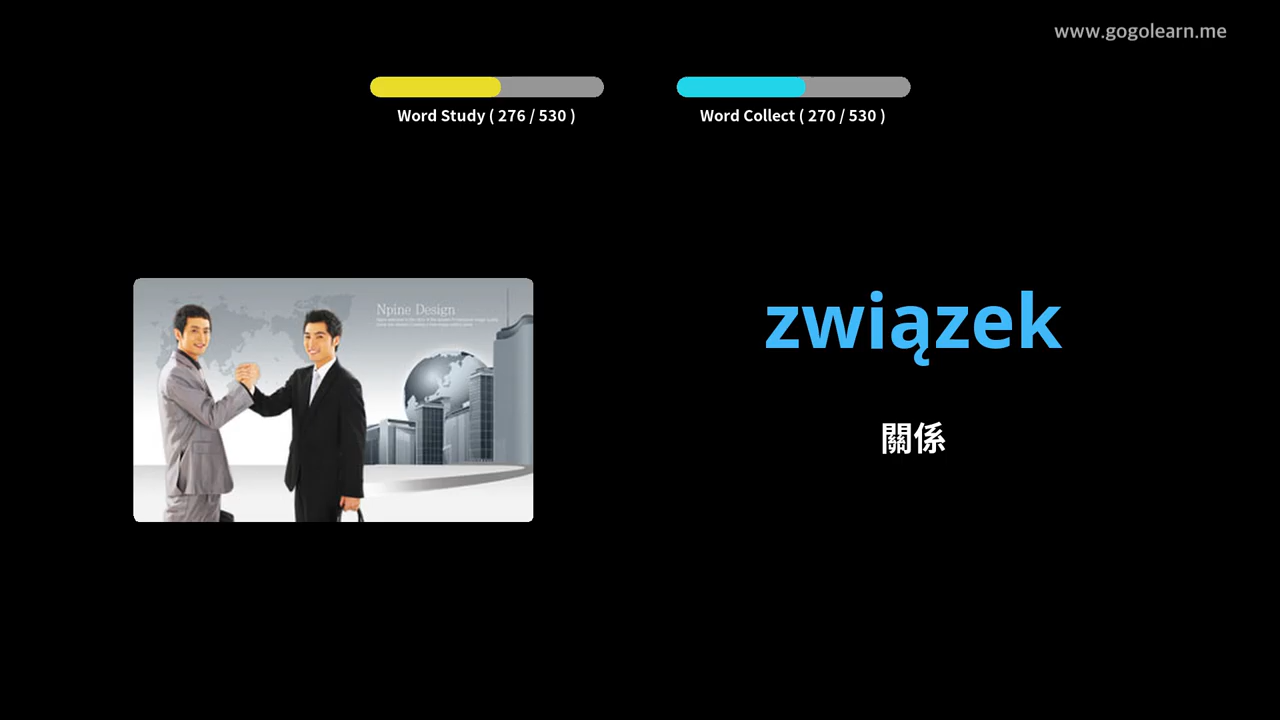 www.gogolearn.me
Word Study ( 276 / 530 )
Word Collect ( 270 / 530 )
Npine Design
związek
關係